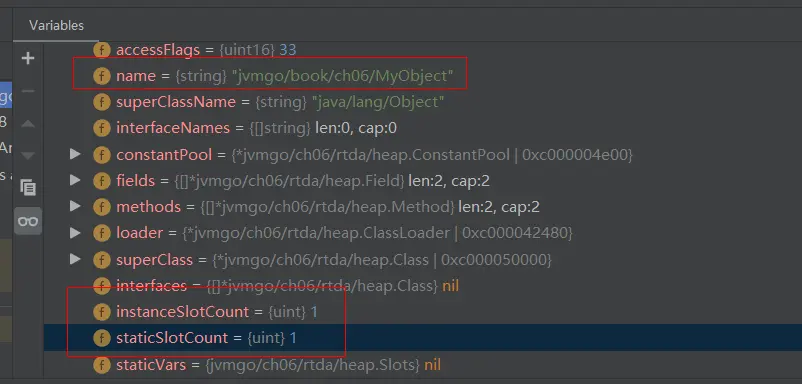 Variables
f accessFlags = {uint16} 33
f name = {string} "jvmgo/book/ch06/MyObject"
f superClassName = {string} "java/lang/Object"
f interfaceNames = {[]string} len:0, cap:0
f constantPool = {*jvmgo/ch06/rtda/heap.ConstantPool | 0xc000004e00}
f fields = {[]*jvmgo/ch06/rtda/heap.Field} len:2, cap:2
f methods = {[]*jvmgo/ch06/rtda/heap.Method} len:2, cap:2
f loader = {*jvmgo/ch06/rtda/heap.ClassLoader | 0xc000042480}
f superClass = {*jvmgo/ch06/rtda/heap.Class | 0xc000050000}
f interfaces = {[]*jvmgo/ch06/rtda/heap.Class} nil
f instanceSlotCount = {uint} 1
f staticSlotCount = {uint} 1
f staticVars = {jvmgo/ch06/rtda/heap.Slots} nil
go
8
Ar
s a